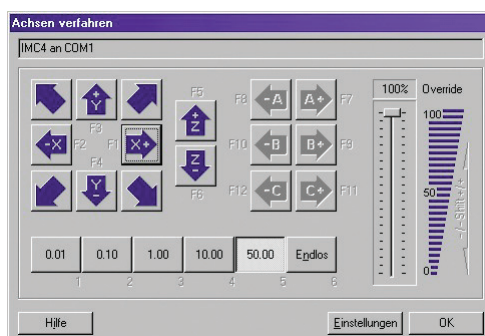 Achsen verfahren
IMC4 an COM1
+Y F5 -A A+ 100% Override
F8 F7
F3 +Z 100
-X F2 F1 X+ F10 -B B+ F9
F4 Z-
Y- F6 F12 -C C+ F11 50
-/- Shift +/+
0.01 0.10 1.00 10.00 50.00 Endlos 0
1 2 3 4 5 6
Hilfe Einstellungen OK